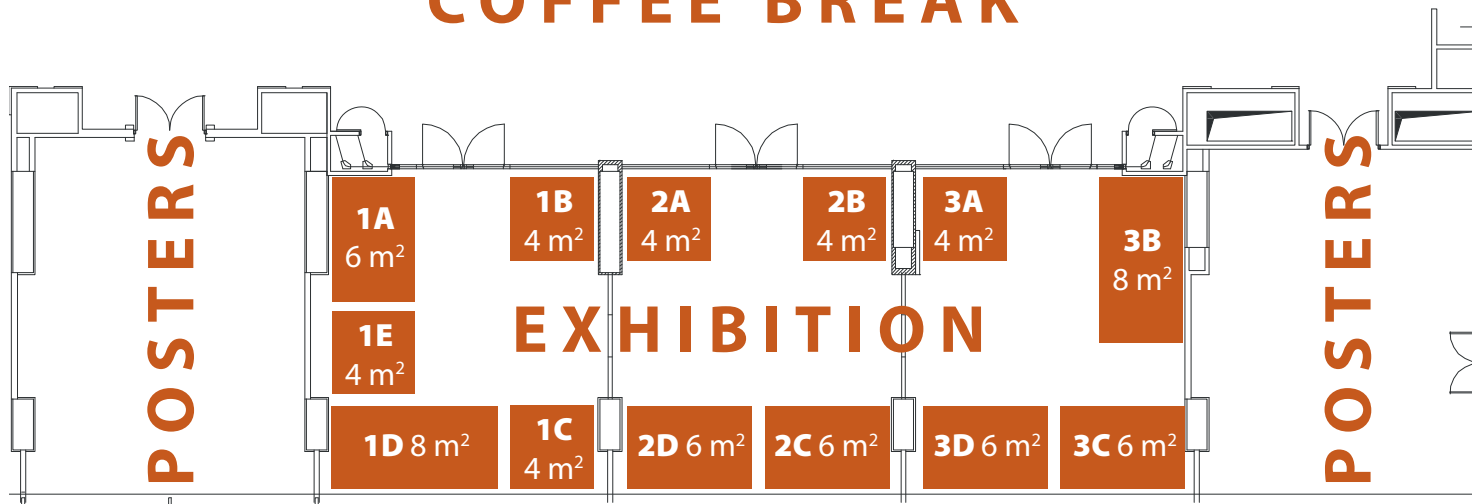 COFFEE BREAK
POSTERS
1A
6 m²
1B
4 m²
2A
4 m²
2B
4 m²
3A
4 m²
3B
8 m²
EXHIBITION
1E
4 m²
1D 8 m²
1C
4 m²
2D 6 m²
2C 6 m²
3D 6 m²
3C 6 m²
POSTERS